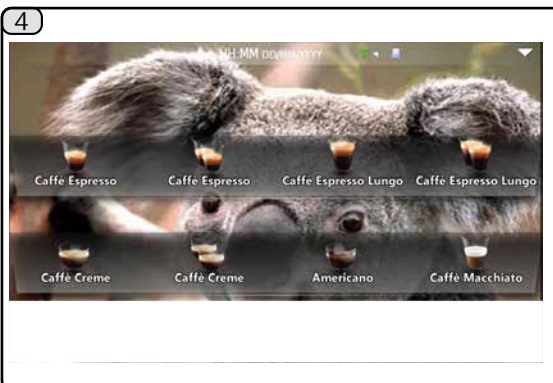 4
HH:MM DD/MM/YYYY
Caffè Espresso Caffè Espresso Caffè Espresso Lungo Caffè Espresso Lungo
Caffè Creme Caffè Creme Americano Caffè Macchiato